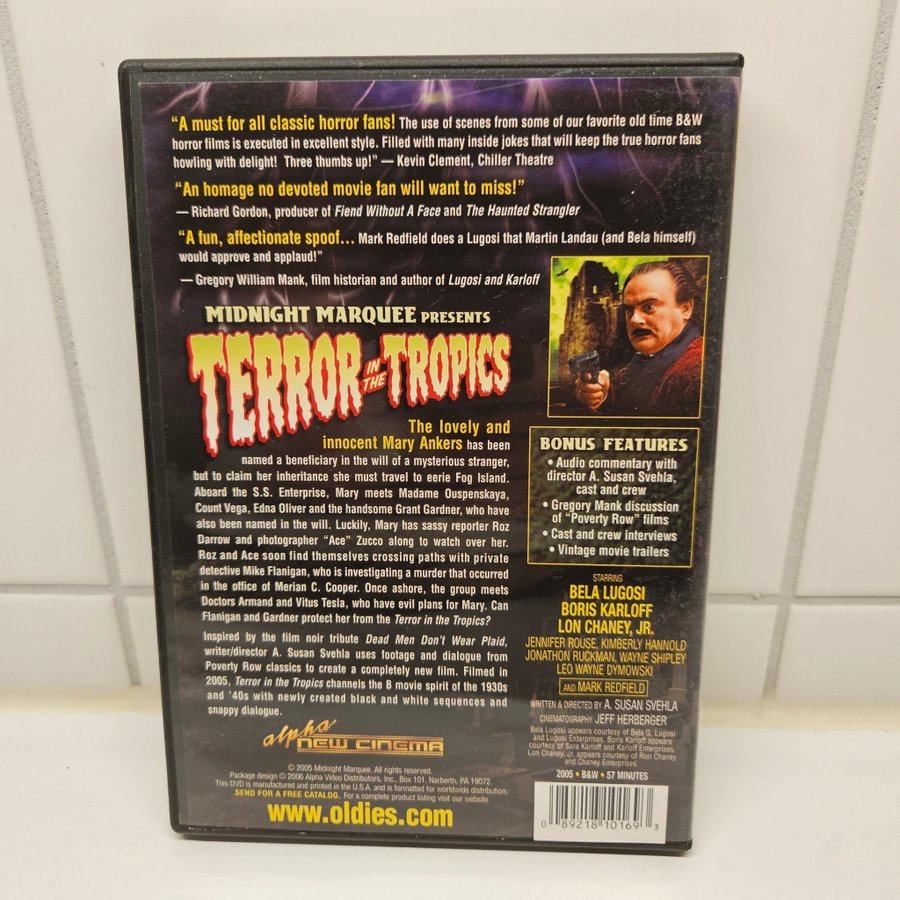 “A must for all classic horror fans! The use of scenes from some of our favorite old time B&W
horror films is executed in excellent style. Filled with many inside jokes that will keep the true horror fans
howling with delight! Three thumbs up!” — Kevin Clement, Chiller Theatre
“An homage no devoted movie fan will want to miss!”
— Richard Gordon, producer of Fiend Without A Face and The Haunted Strangler
“A fun, affectionate spoof... Mark Redfield does a Lugosi that Martin Landau (and Bela himself)
would approve and applaud!”
— Gregory William Mank, film historian and author of Lugosi and Karloff
MIDNIGHT MARQUEE PRESENTS
TERROR IN THE TROPICS
The lovely and
innocent Mary Ankers has been
named a beneficiary in the will of a mysterious stranger,
but to claim her inheritance she must travel to eerie Fog Island.
Aboard the S.S. Enterprise, Mary meets Madame Ouspenskaya,
Count Vega, Edna Oliver and the handsome Grant Gardner, who have
also been named in the will. Luckily, Mary has sassy reporter Roz
Darrow and photographer “Ace” Zucco along to watch over her.
Roz and Ace soon find themselves crossing paths with private
detective Mike Flanigan, who is investigating a murder that occurred
in the office of Merian C. Cooper. Once ashore, the group meets
Doctors Armand and Vitus Tesla, who have evil plans for Mary. Can
Flanigan and Gardner protect her from the Terror in the Tropics?
Inspired by the film noir tribute Dead Men Don't Wear Plaid,
writer/director A. Susan Svehla uses footage and dialogue from
Poverty Row classics to create a completely new film. Filmed in
2005, Terror in the Tropics channels the B movie spirit of the 1930s
and '40s with newly created black and white sequences and
snappy dialogue.
alpha
NEW CINEMA
© 2005 Midnight Marquee. All rights reserved.
Package design © 2006 Alpha Video Distributors, Inc., Box 101, Narberth, PA 19072.
This DVD is manufactured and printed in the U.S.A. and is formatted for worldwide distribution.
SEND FOR A FREE CATALOG. For a complete product listing visit our website
www.oldies.com
BONUS FEATURES
• Audio commentary with
director A. Susan Svehla,
cast and crew
• Gregory Mank discussion
of “Poverty Row” films
• Cast and crew interviews
• Vintage movie trailers
STARRING
BELA LUGOSI
BORIS KARLOFF
LON CHANEY, JR.
JENNIFER ROUSE, KIMBERLY HANNOLD
JONATHON RUCKMAN, WAYNE SHIPLEY
LEO WAYNE DYMOWSKI
AND MARK REDFIELD
WRITTEN & DIRECTED BY A. SUSAN SVEHLA
CINEMATOGRAPHY JEFF HERBERGER
Bela Lugosi appears courtesy of Bela G. Lugosi
and Lugosi Enterprises. Boris Karloff appears
courtesy of Sara Karloff and Karloff Enterprises.
Lon Chaney, Jr. appears courtesy of Ron Chaney
and Chaney Enterprises.
2005 • B&W • 57 MINUTES
0 89218 10169 3